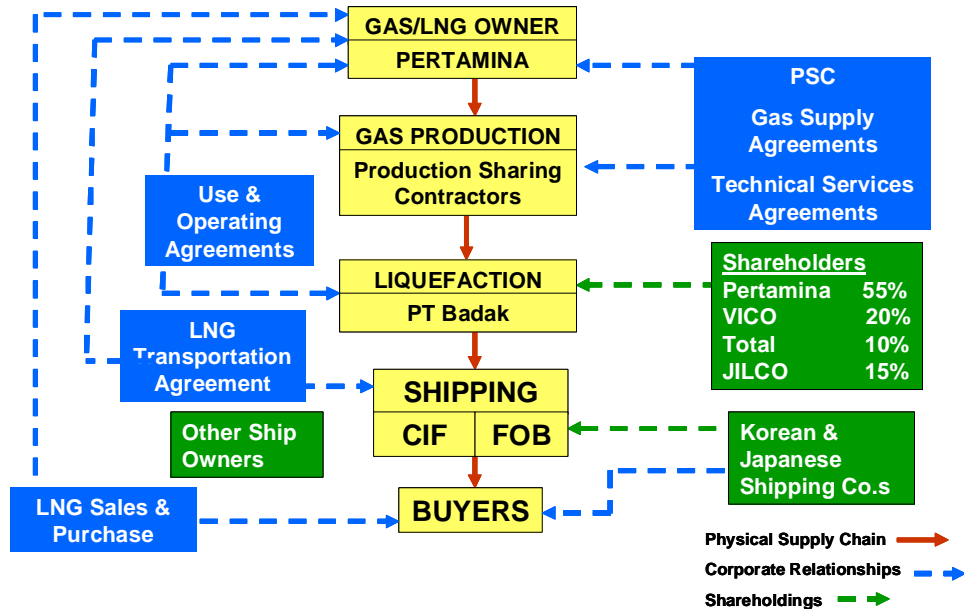 GAS/LNG OWNER
PERTAMINA
PSC
Gas Supply
Agreements
Technical Services
Agreements
GAS PRODUCTION
Production Sharing
Contractors
Use &
Operating
Agreements
LIQUEFACTION
PT Badak
Shareholders
Pertamina 55%
VICO 20%
Total 10%
JILCO 15%
LNG
Transportation
Agreement
SHIPPING
CIF FOB
Other Ship
Owners
Korean &
Japanese
Shipping Co.s
LNG Sales &
Purchase
BUYERS
Physical Supply Chain
Corporate Relationships
Shareholdings